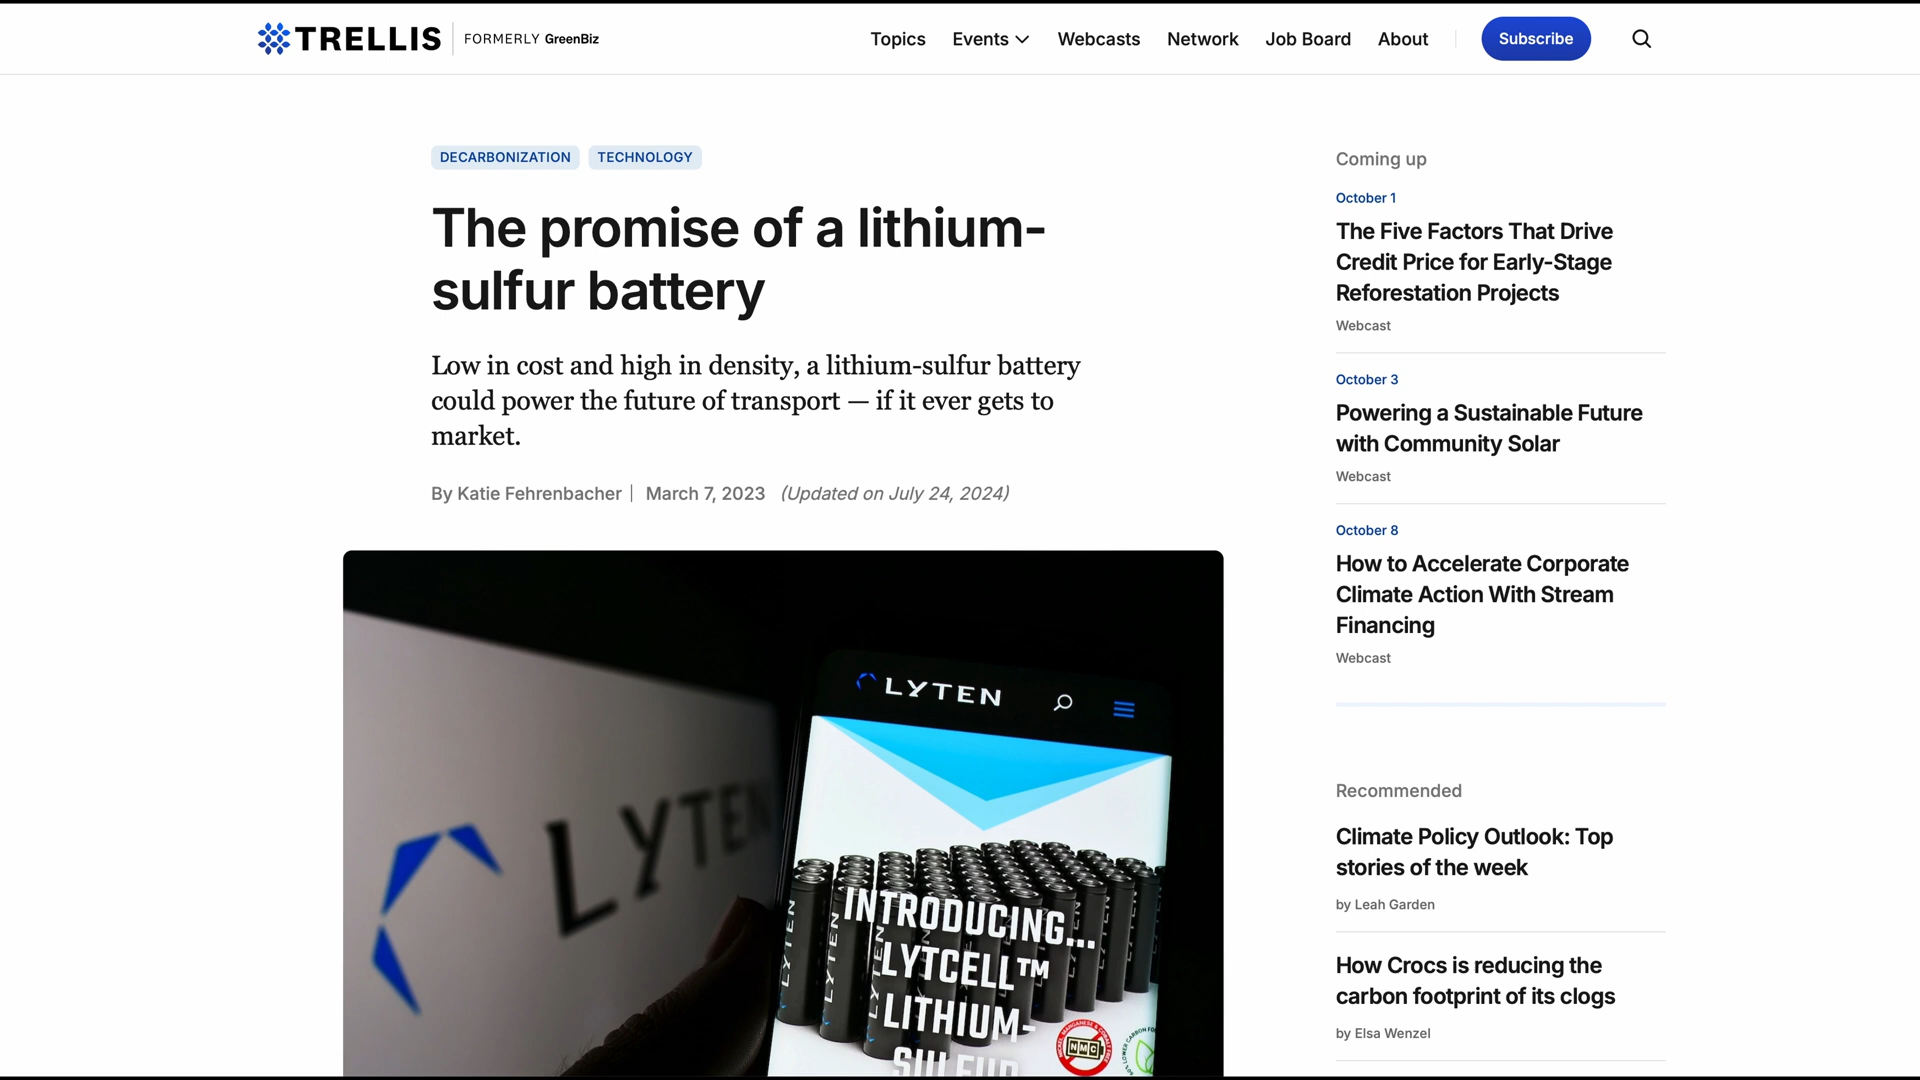 TRELLIS FORMERLY GreenBiz
Topics Events Webcasts Network Job Board About Subscribe
DECARBONIZATION TECHNOLOGY
The promise of a lithium-
sulfur battery
Low in cost and high in density, a lithium-sulfur battery
could power the future of transport — if it ever gets to
market.
By Katie Fehrenbacher | March 7, 2023 (Updated on July 24, 2024)
LYTEN
LYTEN
INTRODUCING...
LYTCELL™
LITHIUM-
SULFUR
LYTEN
LYTEN
LYTEN
NMC
Coming up
October 1
The Five Factors That Drive
Credit Price for Early-Stage
Reforestation Projects
Webcast
October 3
Powering a Sustainable Future
with Community Solar
Webcast
October 8
How to Accelerate Corporate
Climate Action With Stream
Financing
Webcast
Recommended
Climate Policy Outlook: Top
stories of the week
by Leah Garden
How Crocs is reducing the
carbon footprint of its clogs
by Elsa Wenzel